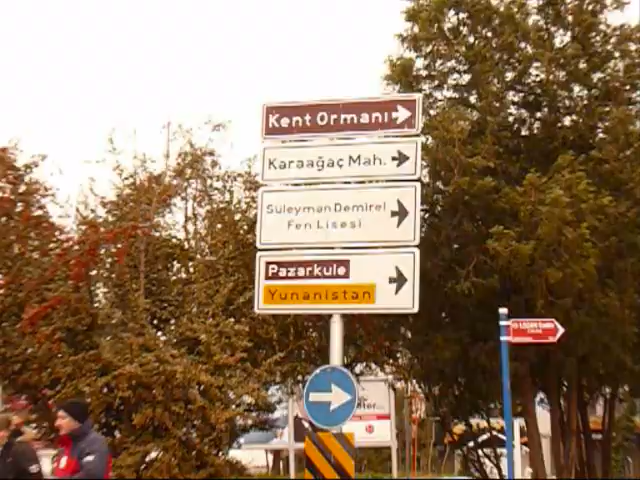 Kent Ormanı
Karaağaç Mah.
Süleyman Demirel
Fen Lisesi
Pazarkule
Yunanistan